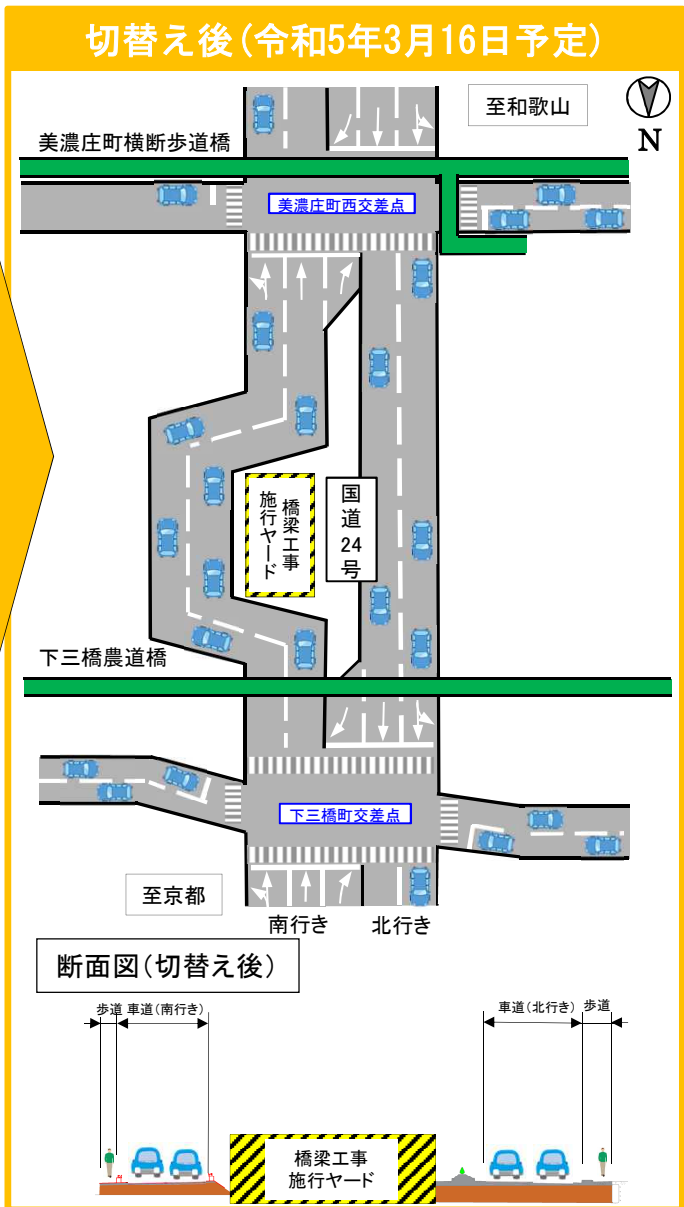 切替え後(令和5年3月16日予定)
至和歌山
N
美濃庄町横断歩道橋
美濃庄町西交差点
橋梁工事
施行ヤード
国道24号
下三橋農道橋
下三橋町交差点
至京都
南行き
北行き
断面図(切替え後)
歩道 車道(南行き)
車道(北行き) 歩道
橋梁工事
施行ヤード